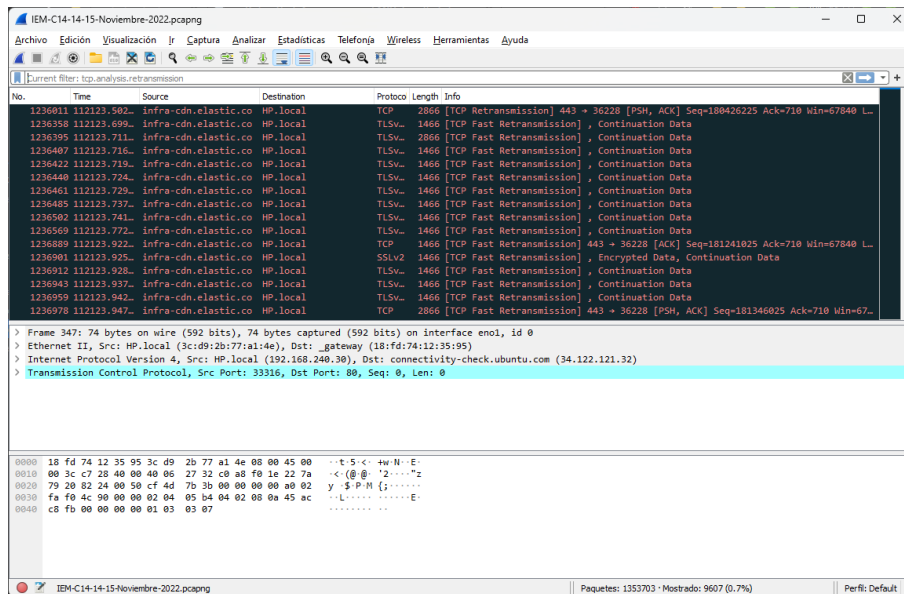 IEM-C14-14-15-Noviembre-2022.pcapng
Archivo Edición Visualización Ir Captura Analizar Estadísticas Telefonía Wireless Herramientas Ayuda
Current filter: tcp.analysis.retransmission
No. Time Source Destination Protoco Length Info
1236011 112123.502… infra-cdn.elastic.co HP.local TCP 2866 [TCP Retransmission] 443 → 36228 [PSH, ACK] Seq=180426225 Ack=710 Win=67840 L…
1236358 112123.699… infra-cdn.elastic.co HP.local TLSv… 1466 [TCP Fast Retransmission] , Continuation Data
1236395 112123.711… infra-cdn.elastic.co HP.local TLSv… 2866 [TCP Fast Retransmission] , Continuation Data
1236407 112123.716… infra-cdn.elastic.co HP.local TLSv… 1466 [TCP Fast Retransmission] , Continuation Data
1236422 112123.719… infra-cdn.elastic.co HP.local TLSv… 1466 [TCP Fast Retransmission] , Continuation Data
1236440 112123.724… infra-cdn.elastic.co HP.local TLSv… 1466 [TCP Fast Retransmission] , Continuation Data
1236461 112123.729… infra-cdn.elastic.co HP.local TLSv… 1466 [TCP Fast Retransmission] , Continuation Data
1236485 112123.737… infra-cdn.elastic.co HP.local TLSv… 1466 [TCP Fast Retransmission] , Continuation Data
1236502 112123.741… infra-cdn.elastic.co HP.local TLSv… 1466 [TCP Fast Retransmission] , Continuation Data
1236569 112123.772… infra-cdn.elastic.co HP.local TLSv… 1466 [TCP Fast Retransmission] , Continuation Data
1236889 112123.922… infra-cdn.elastic.co HP.local TCP 1466 [TCP Fast Retransmission] 443 → 36228 [ACK] Seq=181241025 Ack=710 Win=67840 L…
1236901 112123.925… infra-cdn.elastic.co HP.local SSLv2 1466 [TCP Fast Retransmission] , Encrypted Data, Continuation Data
1236912 112123.928… infra-cdn.elastic.co HP.local TLSv… 1466 [TCP Fast Retransmission] , Continuation Data
1236943 112123.937… infra-cdn.elastic.co HP.local TLSv… 1466 [TCP Fast Retransmission] , Continuation Data
1236959 112123.942… infra-cdn.elastic.co HP.local TLSv… 1466 [TCP Fast Retransmission] , Continuation Data
1236978 112123.947… infra-cdn.elastic.co HP.local TCP 2866 [TCP Fast Retransmission] 443 → 36228 [PSH, ACK] Seq=181346025 Ack=710 Win=67…
> Frame 347: 74 bytes on wire (592 bits), 74 bytes captured (592 bits) on interface eno1, id 0
> Ethernet II, Src: HP.local (3c:d9:2b:77:a1:4e), Dst: _gateway (18:fd:74:12:35:95)
> Internet Protocol Version 4, Src: HP.local (192.168.240.30), Dst: connectivity-check.ubuntu.com (34.122.121.32)
> Transmission Control Protocol, Src Port: 33316, Dst Port: 80, Seq: 0, Len: 0
0000 18 fd 74 12 35 95 3c d9 2b 77 a1 4e 08 00 45 00 ··t·5·<· +w·N··E·
0010 00 3c c7 28 40 00 40 06 27 32 c0 a8 f0 1e 22 7a ·<·(@·@· '2····"z
0020 79 20 82 24 00 50 cf 4d 7b 3b 00 00 00 00 a0 02 y ·$·P·M {;······
0030 fa f0 4c 90 00 00 02 04 05 b4 04 02 08 0a 45 ac ··L····· ······E·
0040 c8 fb 00 00 00 00 01 03 03 07 ········ ··
IEM-C14-14-15-Noviembre-2022.pcapng Paquetes: 1353703 · Mostrado: 9607 (0.7%) Perfil: Default